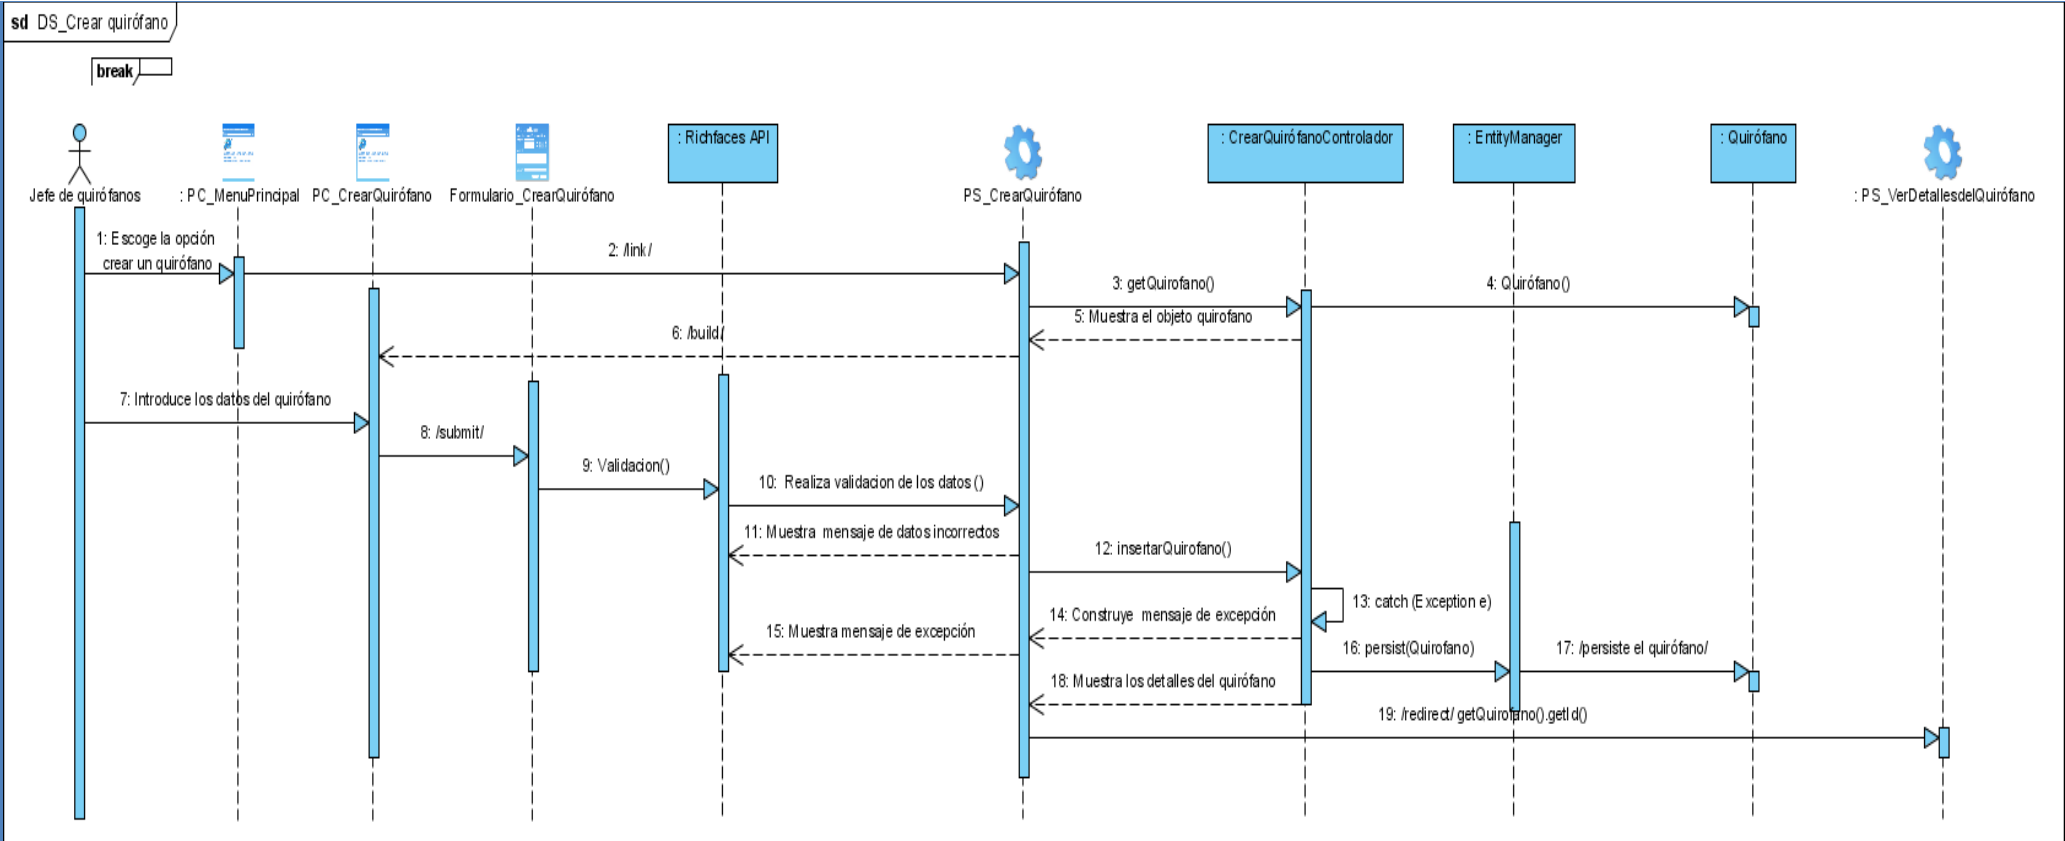 sd DS_Crear quirófano
break
: Richfaces API
: CrearQuirófanoControlador
: EntityManager
: Quirófano
Jefe de quirófanos
: PC_MenuPrincipal
PC_CrearQuirófano
Formulario_CrearQuirófano
PS_CrearQuirófano
: PS_VerDetallesdelQuirófano
1: Escoge la opción
crear un quirófano
2: /link/
3: getQuirofano()
4: Quirófano()
5: Muestra el objeto quirofano
6: /build/
7: Introduce los datos del quirófano
8: /submit/
9: Validacion()
10: Realiza validacion de los datos ()
11: Muestra mensaje de datos incorrectos
12: insertarQuirofano()
13: catch (Exception e)
14: Construye mensaje de excepción
15: Muestra mensaje de excepción
16: persist(Quirofano)
17: /persiste el quirófano/
18: Muestra los detalles del quirófano
19: /redirect/ getQuirofano().getId()